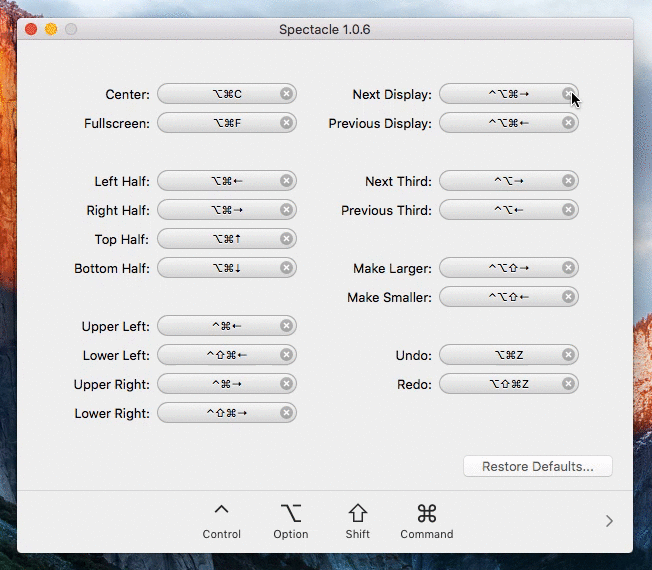 Spectacle 1.0.6
Center: ⌥⌘C
Fullscreen: ⌥⌘F
Left Half: ⌥⌘←
Right Half: ⌥⌘→
Top Half: ⌥⌘↑
Bottom Half: ⌥⌘↓
Upper Left: ^⌘←
Lower Left: ^⇧⌘←
Upper Right: ^⌘→
Lower Right: ^⇧⌘→
Next Display: ^⌥⌘→
Previous Display: ^⌥⌘←
Next Third: ^⌥→
Previous Third: ^⌥←
Make Larger: ^⌥⇧→
Make Smaller: ^⌥⇧←
Undo: ⌥⌘Z
Redo: ⌥⇧⌘Z
Restore Defaults...
^ ⌥ ⇧ ⌘
Control Option Shift Command